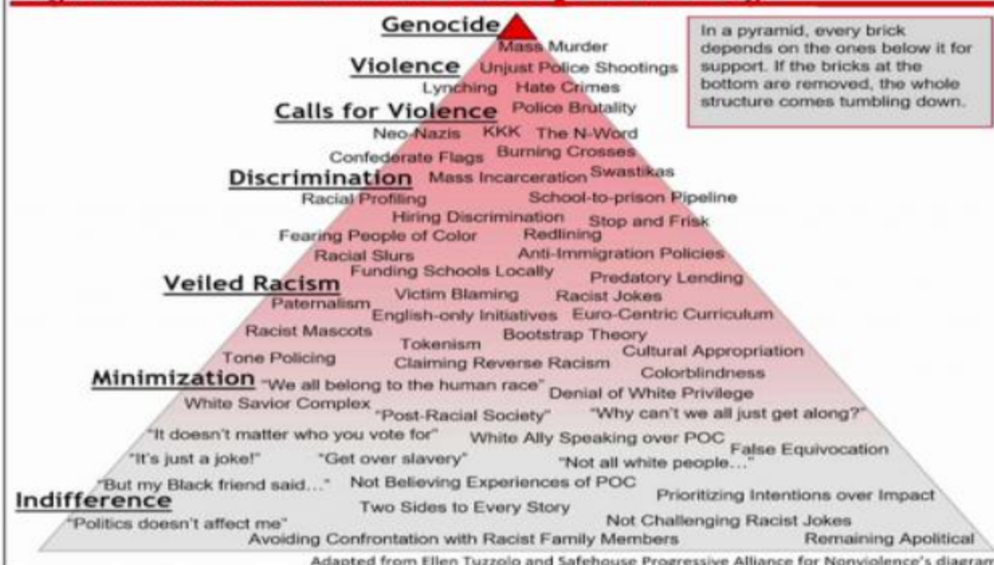 Genocide
Mass Murder
Violence Unjust Police Shootings
Lynching Hate Crimes
Calls for Violence Police Brutality
Neo-Nazis KKK The N-Word
Confederate Flags Burning Crosses
Discrimination Mass Incarceration Swastikas
Racial Profiling School-to-prison Pipeline
Hiring Discrimination Stop and Frisk
Fearing People of Color Redlining
Racial Slurs Anti-Immigration Policies
Funding Schools Locally Predatory Lending
Veiled Racism Victim Blaming Racist Jokes
Paternalism English-only Initiatives Euro-Centric Curriculum
Racist Mascots Bootstrap Theory
Tokenism Cultural Appropriation
Tone Policing Claiming Reverse Racism
Colorblindness
Minimization "We all belong to the human race" Denial of White Privilege
White Savior Complex "Post-Racial Society" "Why can't we all just get along?"
"It doesn't matter who you vote for" White Ally Speaking over POC
False Equivocation
"It's just a joke!" "Get over slavery" "Not all white people..."
"But my Black friend said..." Not Believing Experiences of POC
Prioritizing Intentions over Impact
Indifference Two Sides to Every Story
"Politics doesn't affect me" Not Challenging Racist Jokes
Avoiding Confrontation with Racist Family Members Remaining Apolitical
Adapted from Ellen Tuzzolo and Safehouse Progressive Alliance for Nonviolence's diagram
In a pyramid, every brick
depends on the ones below it for
support. If the bricks at the
bottom are removed, the whole
structure comes tumbling down.